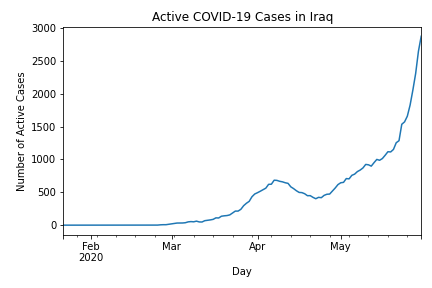 Active COVID-19 Cases in Iraq
3000
2500
2000
1500
1000
500
0
Number of Active Cases
Feb
2020
Mar
Apr
May
Day